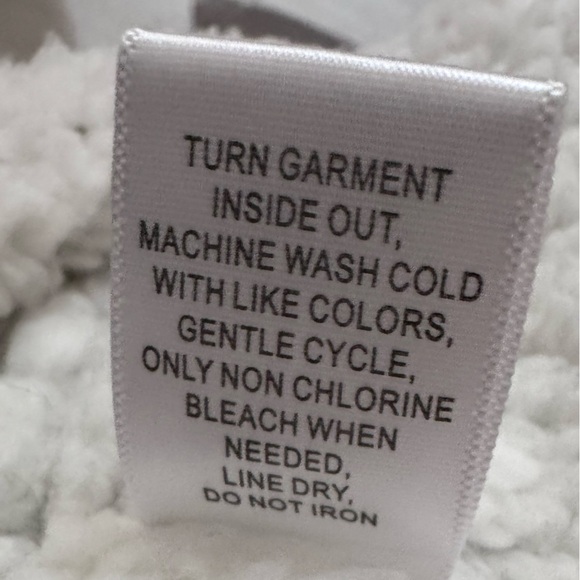 TURN GARMENT
INSIDE OUT,
MACHINE WASH COLD
WITH LIKE COLORS,
GENTLE CYCLE,
ONLY NON CHLORINE
BLEACH WHEN
NEEDED,
LINE DRY,
DO NOT IRON